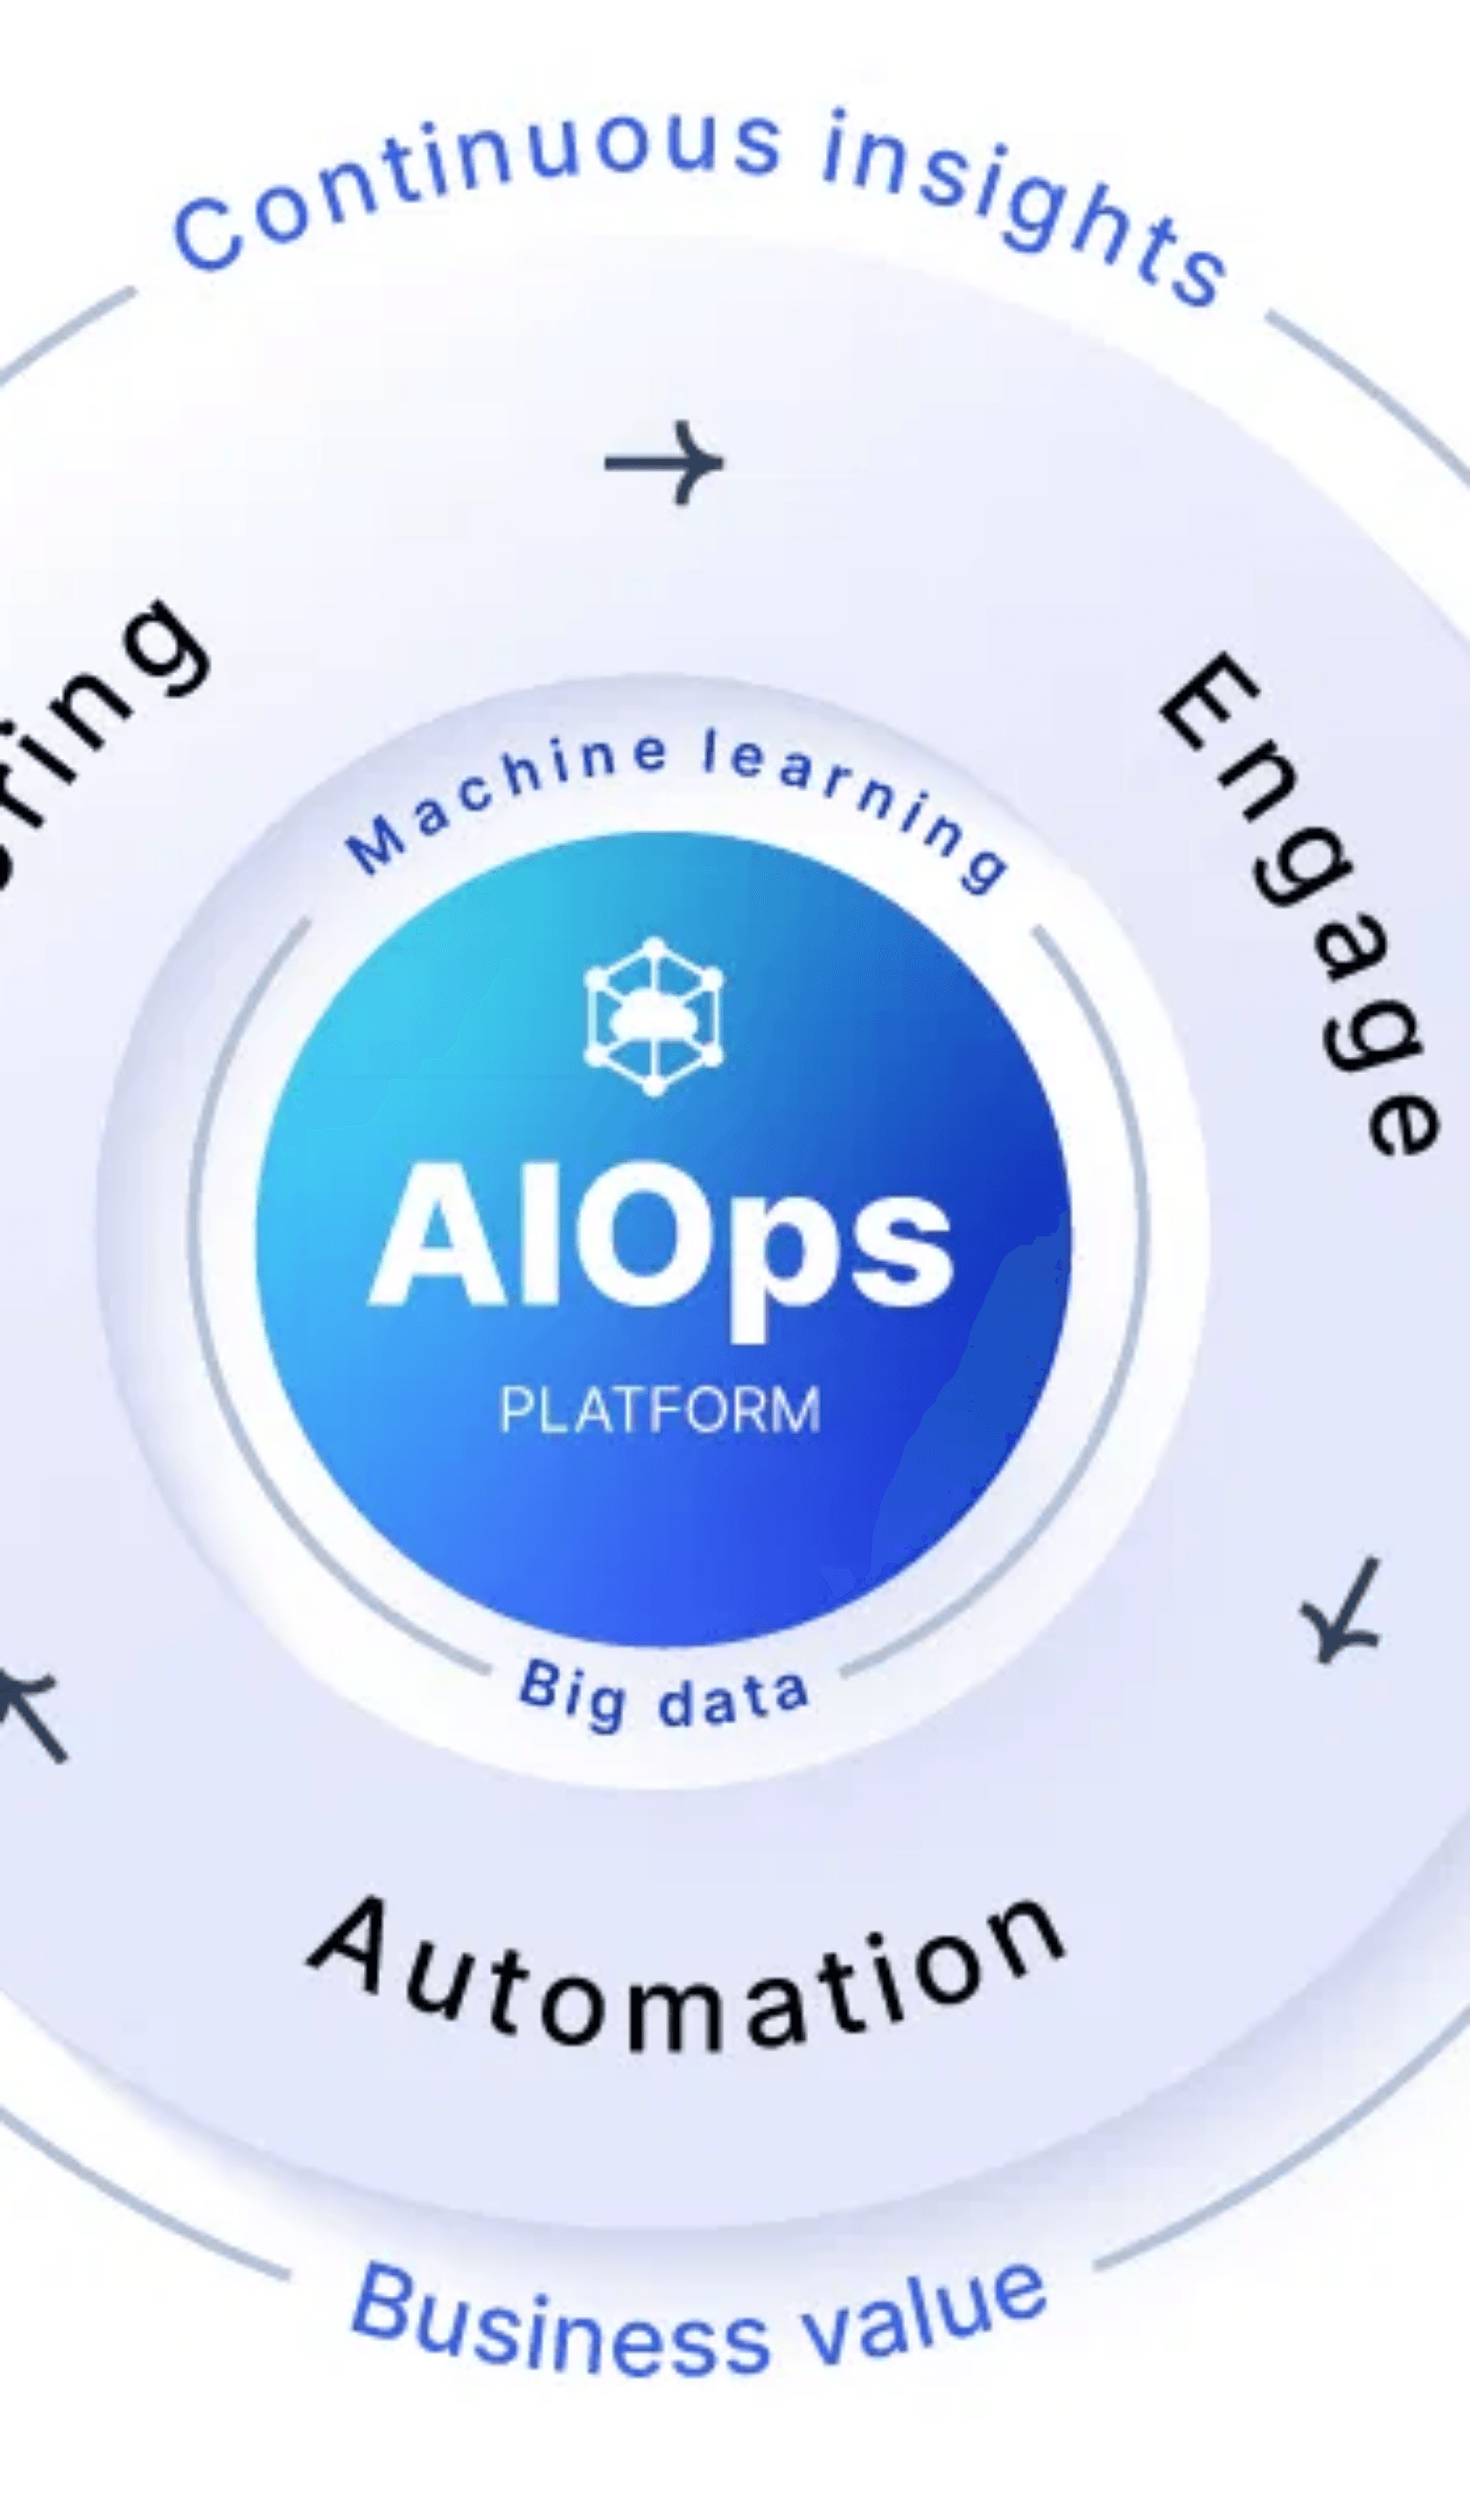 Continuous insights
Engage
Machine learning
AIOps
PLATFORM
Big data
Automation
Business value